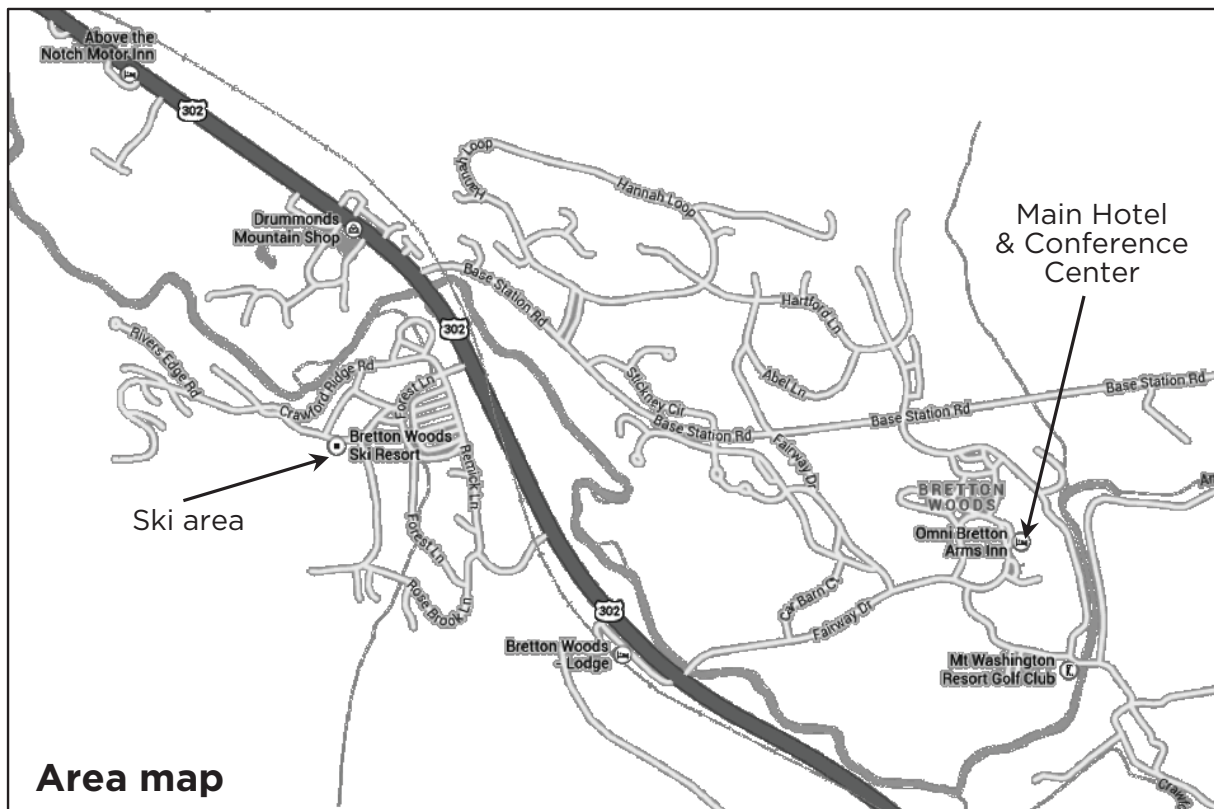 Above the
Notch Motor Inn
302
Loop
Hannah
Hannah Loop
Drummonds
Mountain Shop
Main Hotel
& Conference
Center
Base Station Rd
Hartford Ln
302
Rivers Edge Rd
Crawford Ridge Rd
Forest Ln
Stickney Cir
Abel Ln
Base Station Rd
Base Station Rd
Base Station Rd
Bretton Woods
Ski Resort
Remick Ln
Fairway Dr
Ski area
BRETTON
WOODS
Omni Bretton
Arms Inn
Forest Ln
Rose Brook Ln
302
Car Barn Ct
Fairway Dr
Bretton Woods
Lodge
Mt Washington
Resort Golf Club
Area map